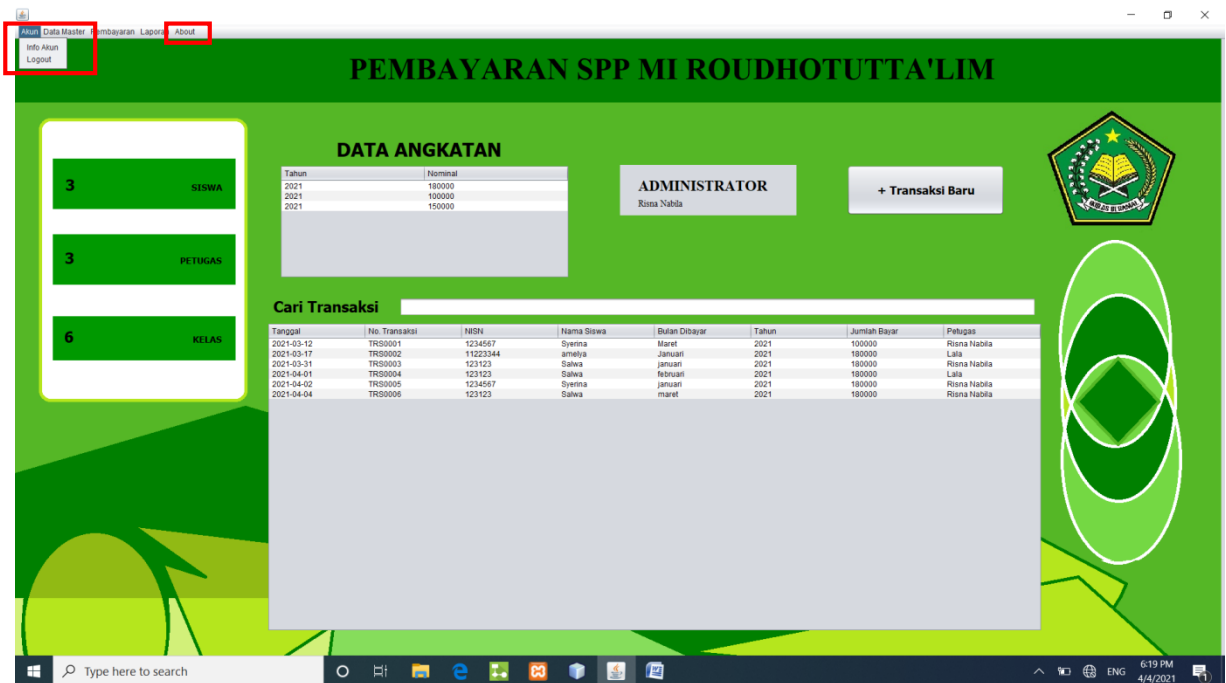 Akun Data Master Pembayaran Laporan About
Info Akun
Logout
PEMBAYARAN SPP MI ROUDHOTUTTA'LIM
3 SISWA
3 PETUGAS
6 KELAS
DATA ANGKATAN
Tahun Nominal
2021 180000
2021 100000
2021 150000
ADMINISTRATOR
Risna Nabila
+ Transaksi Baru
Cari Transaksi
Tanggal No. Transaksi NISN Nama Siswa Bulan Dibayar Tahun Jumlah Bayar Petugas
2021-03-12 TRS0001 1234567 Syerina Maret 2021 100000 Risna Nabila
2021-03-17 TRS0002 11223344 amelya Januari 2021 180000 Lala
2021-03-31 TRS0003 123123 Salwa januari 2021 180000 Risna Nabila
2021-04-01 TRS0004 123123 Salwa februari 2021 180000 Lala
2021-04-02 TRS0005 1234567 Syerina januari 2021 180000 Risna Nabila
2021-04-04 TRS0006 123123 Salwa maret 2021 180000 Risna Nabila
Type here to search
ENG
6:19 PM
4/4/2021